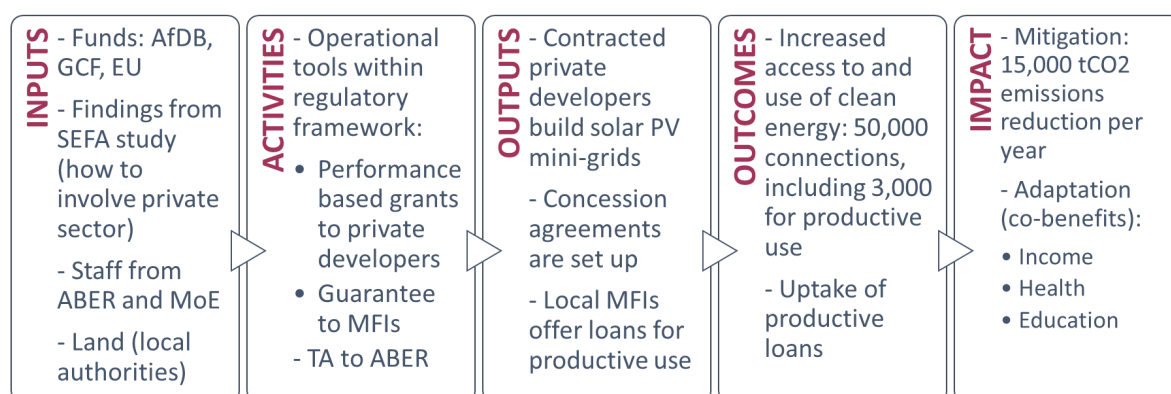 INPUTS
- Funds: AfDB,
GCF, EU
- Findings from
SEFA study
(how to
involve private
sector)
- Staff from
ABER and MoE
- Land (local
authorities)
ACTIVITIES
- Operational
tools within
regulatory
framework:
• Performance
based grants
to private
developers
• Guarantee
to MFIs
- TA to ABER
OUTPUTS
- Contracted
private
developers
build solar PV
mini-grids
- Concession
agreements
are set up
- Local MFIs
offer loans for
productive use
OUTCOMES
- Increased
access to and
use of clean
energy: 50,000
connections,
including 3,000
for productive
use
- Uptake of
productive
loans
IMPACT
- Mitigation:
15,000 tCO2
emissions
reduction per
year
- Adaptation
(co-benefits):
• Income
• Health
• Education